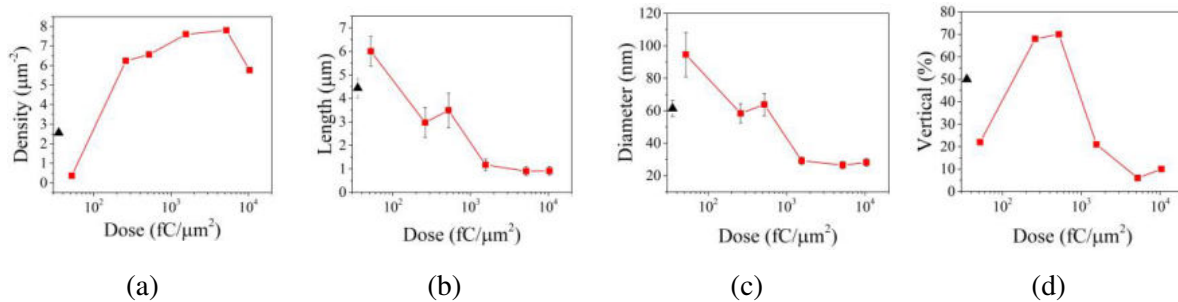 8
7
6
5
4
3
2
1
0
Density (μm⁻²)
10² 10³ 10⁴
Dose (fC/μm²)
(a)
7
6
5
4
3
2
1
0
Length (μm)
10² 10³ 10⁴
Dose (fC/μm²)
(b)
120
100
80
60
40
20
Diameter (nm)
10² 10³ 10⁴
Dose (fC/μm²)
(c)
80
70
60
50
40
30
20
10
0
Vertical (%)
10² 10³ 10⁴
Dose (fC/μm²)
(d)